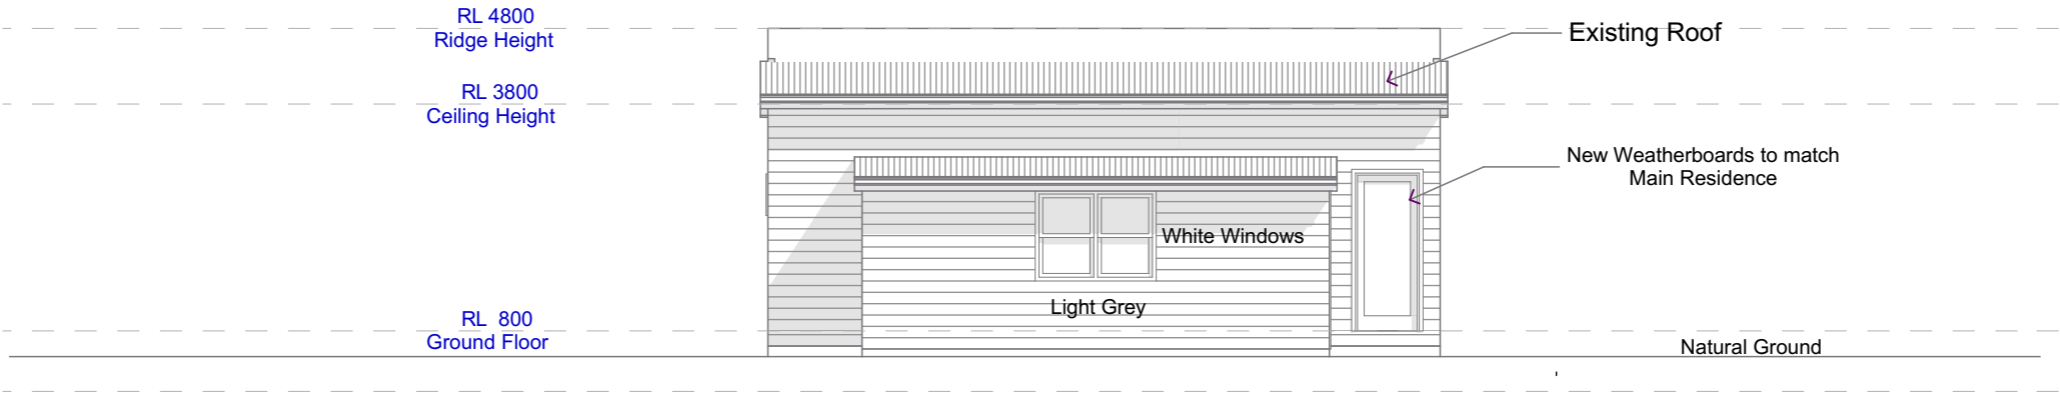 RL 4800
Ridge Height
Existing Roof
RL 3800
Ceiling Height
New Weatherboards to match
Main Residence
White Windows
Light Grey
RL 800
Ground Floor
Natural Ground